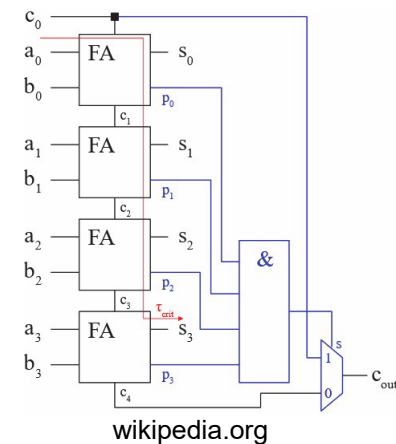 c0
a0 FA s0
b0 p0
c1
a1 FA s1
b1 p1
c2
a2 FA s2 &
b2 p2
c3 τcrit
a3 FA s3 s
1
b3 p3 cout
0
c4
wikipedia.org